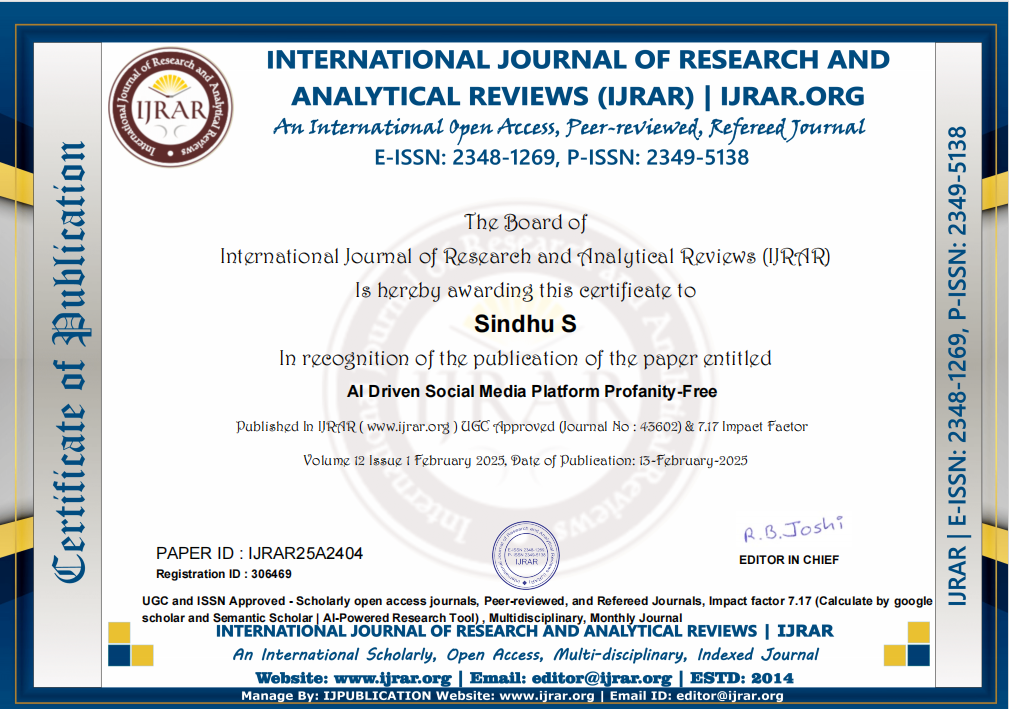 Certificate of Publication
International Journal of Research and Analytical Reviews
IJRAR
INTERNATIONAL JOURNAL OF RESEARCH AND
ANALYTICAL REVIEWS (IJRAR) | IJRAR.ORG
An International Open Access, Peer-reviewed, Refereed Journal
E-ISSN: 2348-1269, P-ISSN: 2349-5138
The Board of
International Journal of Research and Analytical Reviews (IJRAR)
Is hereby awarding this certificate to
Sindhu S
In recognition of the publication of the paper entitled
AI Driven Social Media Platform Profanity-Free
Published In IJRAR ( www.ijrar.org ) UGC Approved (Journal No : 43602) & 7.17 Impact Factor
Volume 12 Issue 1 February 2025, Date of Publication: 13-February-2025
PAPER ID : IJRAR25A2404
Registration ID : 306469
E-ISSN 2348-1269
P-ISSN 2349-5138
IJRAR
R.B.Joshi
EDITOR IN CHIEF
UGC and ISSN Approved - Scholarly open access journals, Peer-reviewed, and Refereed Journals, Impact factor 7.17 (Calculate by google
scholar and Semantic Scholar | AI-Powered Research Tool) , Multidisciplinary, Monthly Journal
INTERNATIONAL JOURNAL OF RESEARCH AND ANALYTICAL REVIEWS | IJRAR
An International Scholarly, Open Access, Multi-disciplinary, Indexed Journal
Website: www.ijrar.org | Email: editor@ijrar.org | ESTD: 2014
Manage By: IJPUBLICATION Website: www.ijrar.org | Email ID: editor@ijrar.org
IJRAR | E-ISSN: 2348-1269, P-ISSN: 2349-5138